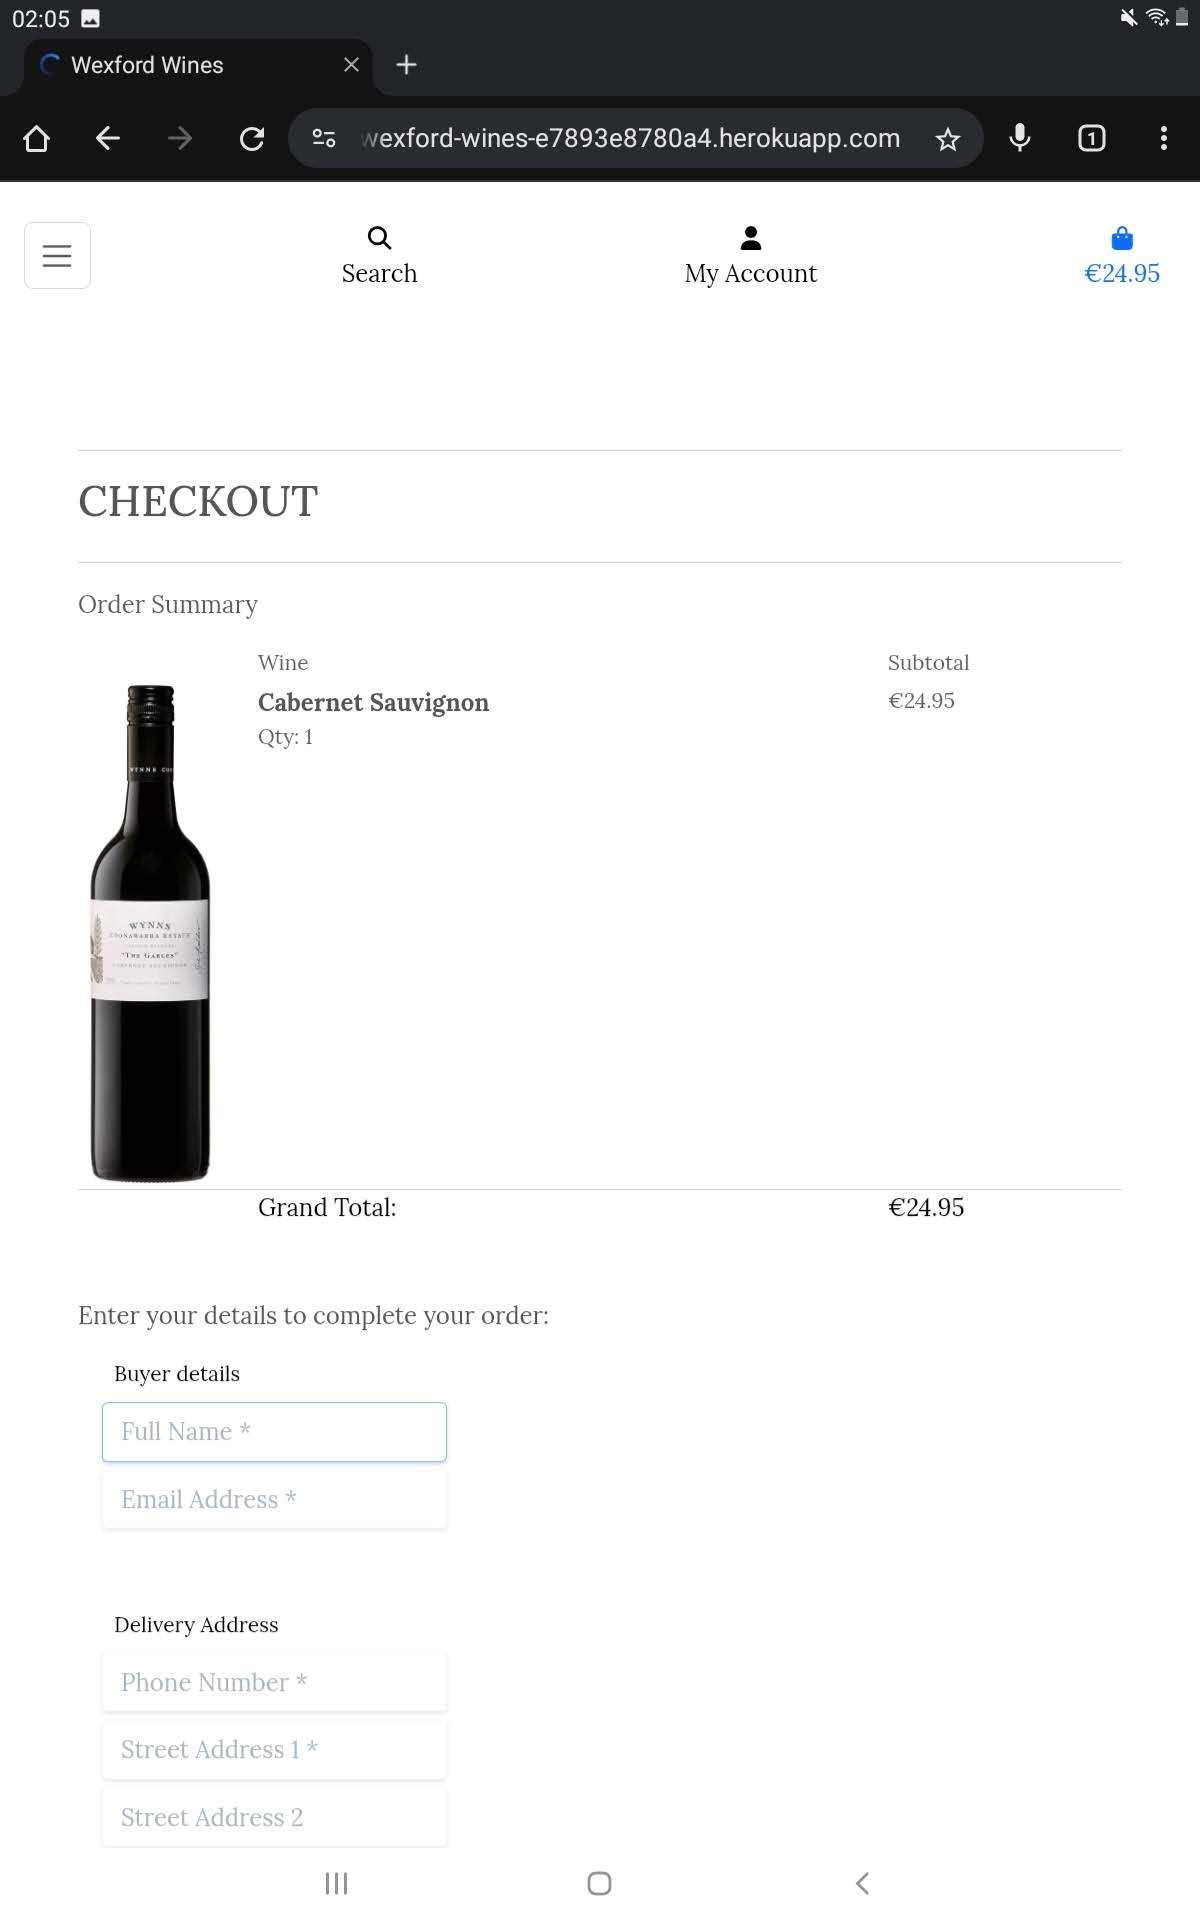 02:05
Wexford Wines
wexford-wines-e7893e8780a4.herokuapp.com
1
Search
My Account
€24.95
CHECKOUT
Order Summary
Wine
Subtotal
Cabernet Sauvignon
€24.95
Qty: 1
WYNNS
COONAWARRA ESTATE
"THE GABLES"
CABERNET SAUVIGNON
Grand Total:
€24.95
Enter your details to complete your order:
Buyer details
Full Name *
Email Address *
Delivery Address
Phone Number *
Street Address 1 *
Street Address 2